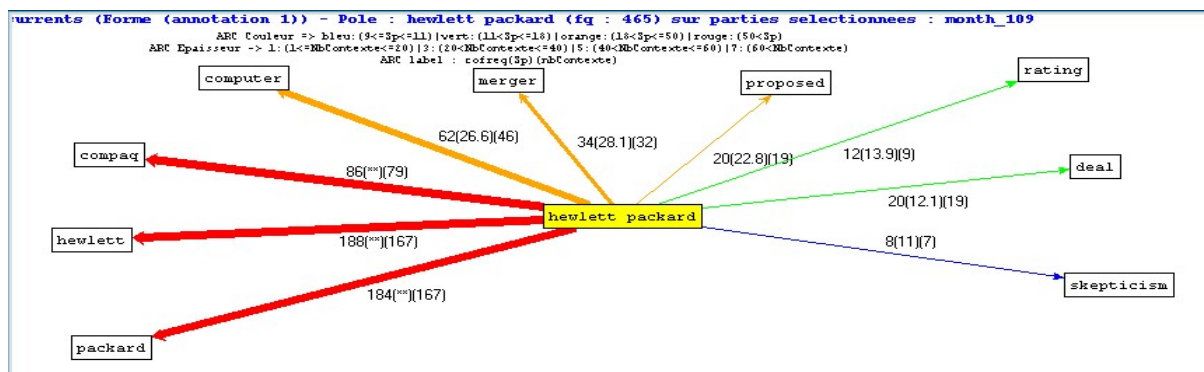 urrents (Forme (annotation 1)) - Pole : hewlett packard (fq : 465) sur parties selectionnees : month_109
ARC Couleur => bleu:(9<=Sp<=11)|vert:(11<Sp<=18)|orange:(18<Sp<=50)|rouge:(50<Sp)
ARC Epaisseur -> 1:(1<=NbContexte<=20)|3:(20<NbContexte<=40)|5:(40<NbContexte<=60)|7:(60<NbContexte)
ARC label : cofreq(Sp)(nbContexte)
computer
merger
proposed
rating
62(26.6)(46)
34(28.1)(32)
20(22.8)(19)
12(13.9)(9)
compaq
86(**)(79)
deal
20(12.1)(19)
hewlett packard
hewlett
188(**)(167)
8(11)(7)
skepticism
184(**)(167)
packard